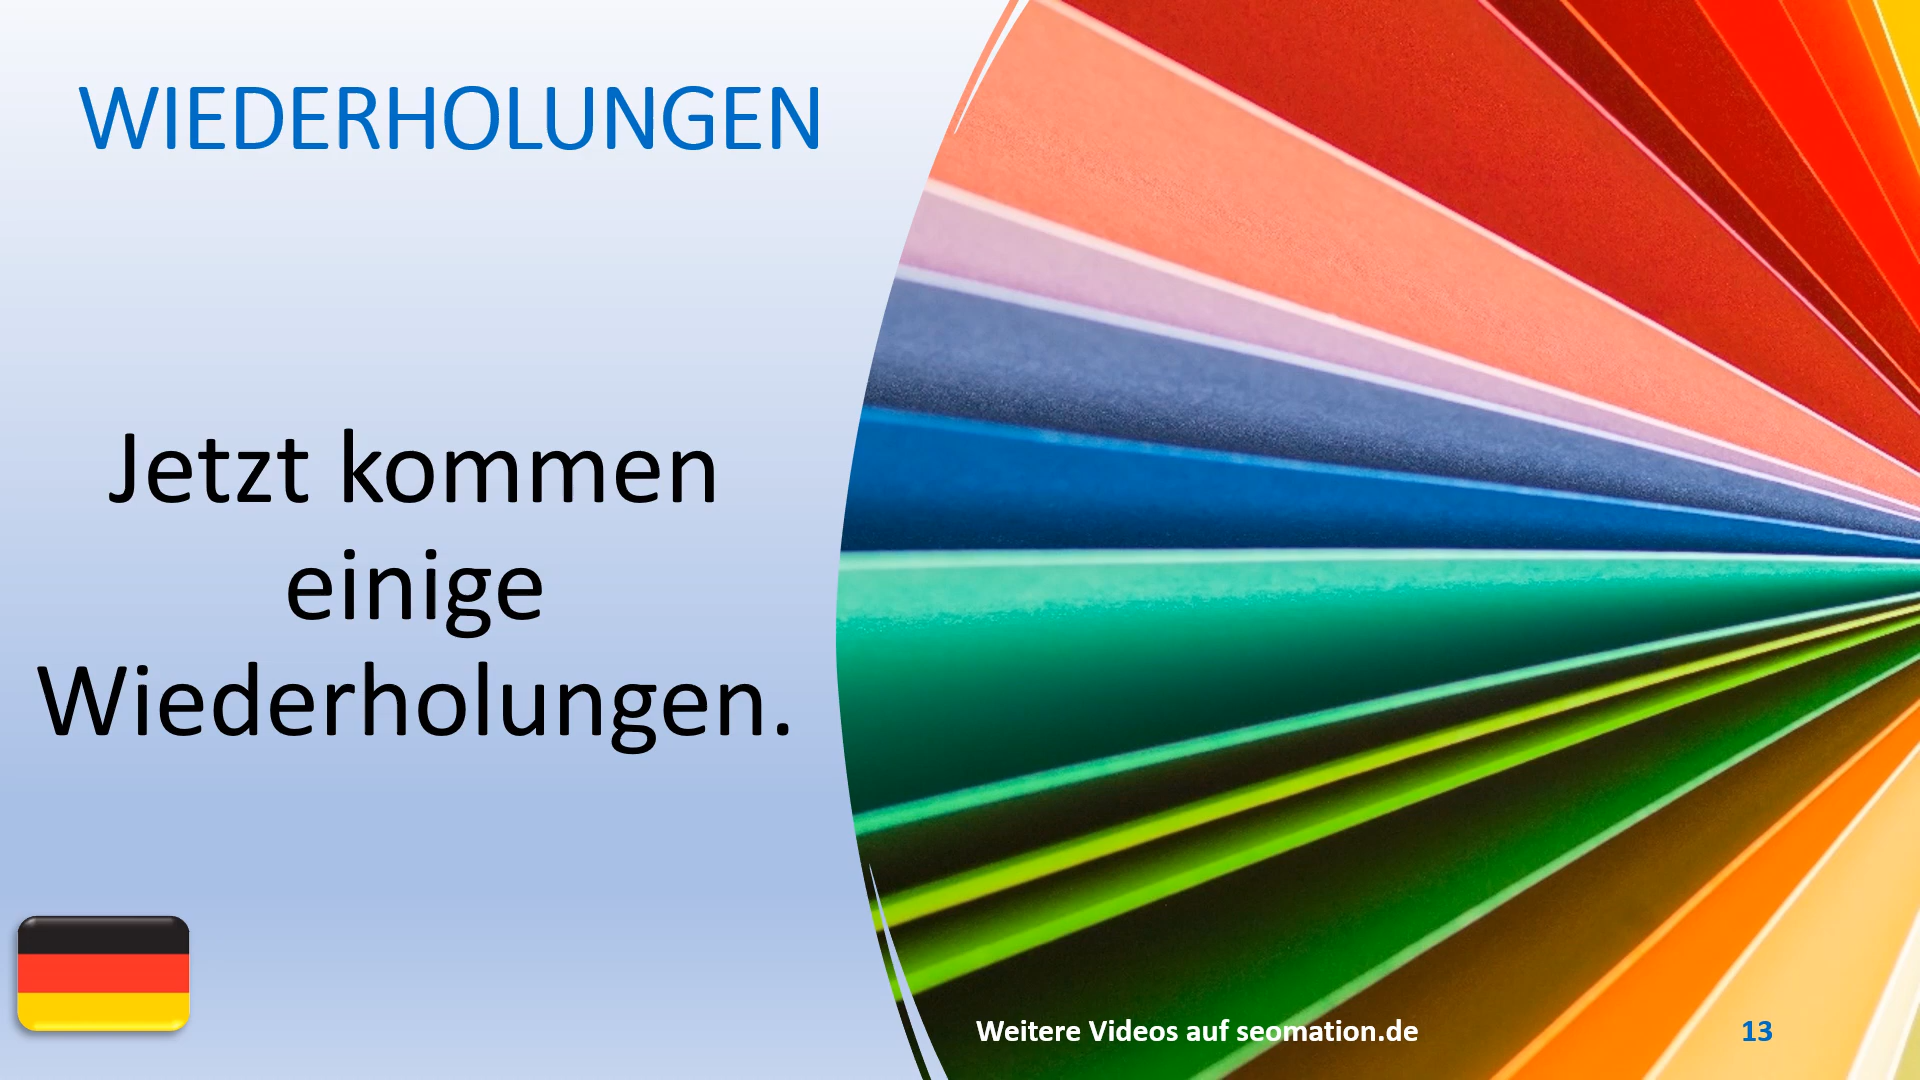 WIEDERHOLUNGEN
Jetzt kommen
einige
Wiederholungen.
Weitere Videos auf seomation.de
13